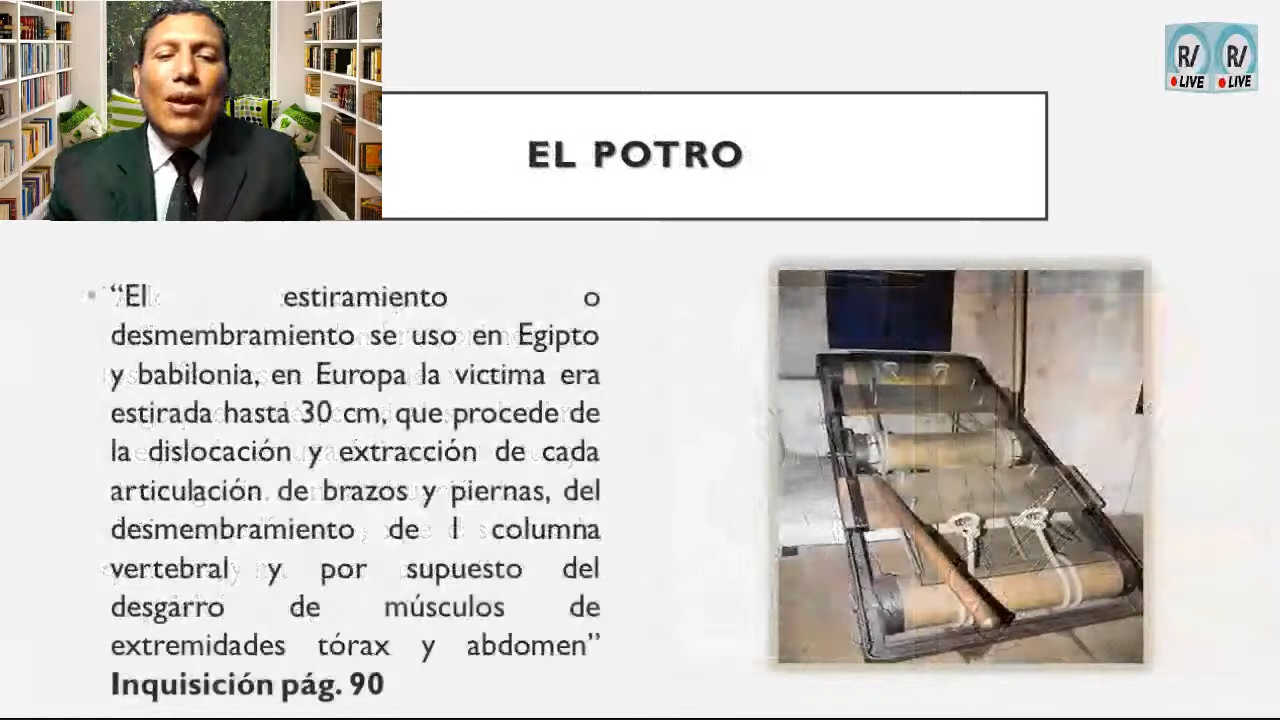 R/ R/
LIVE LIVE
EL POTRO
“El estiramiento o
desmembramiento se uso en Egipto
y babilonia, en Europa la victima era
estirada hasta 30 cm, que procede de
la dislocación y extracción de cada
articulación de brazos y piernas, del
desmembramiento de l columna
vertebral y por supuesto del
desgarro de músculos de
extremidades tórax y abdomen”
Inquisición pág. 90